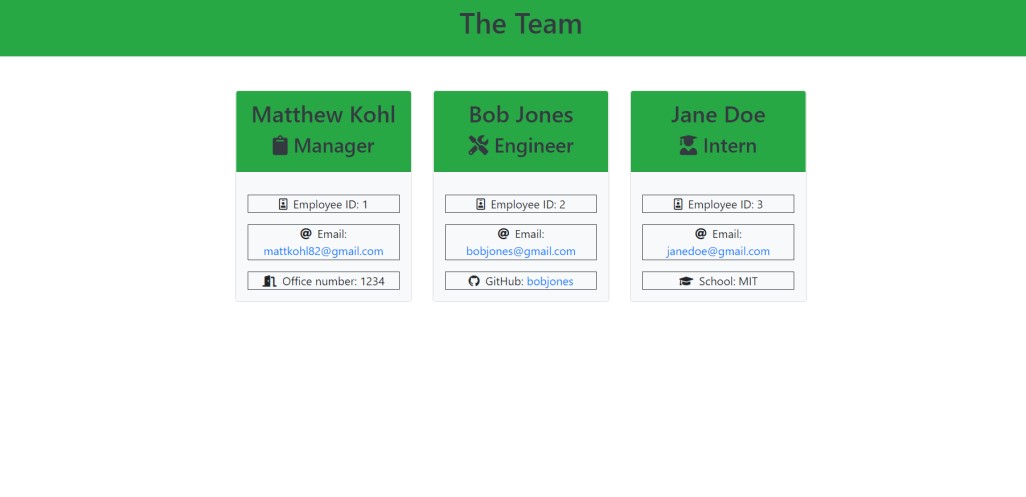 The Team
Matthew Kohl
Manager
Employee ID: 1
@ Email:
mattkohl82@gmail.com
Office number: 1234
Bob Jones
Engineer
Employee ID: 2
@ Email:
bobjones@gmail.com
GitHub: bobjones
Jane Doe
Intern
Employee ID: 3
@ Email:
janedoe@gmail.com
School: MIT